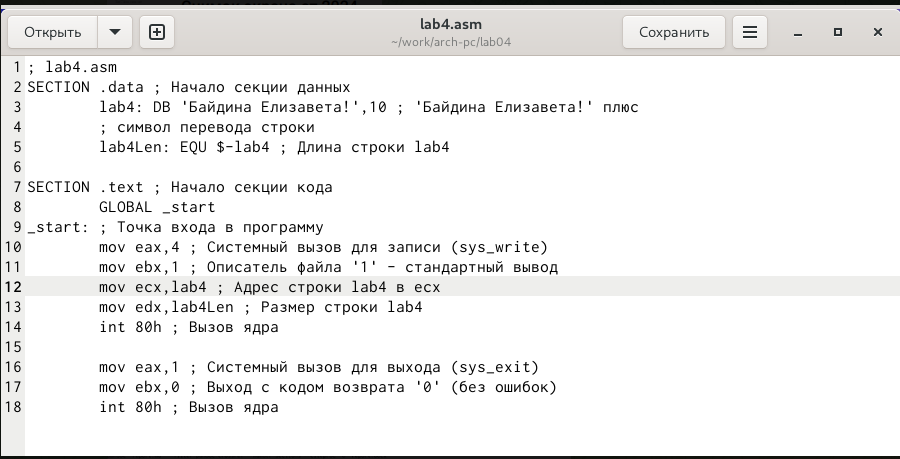 Открыть
lab4.asm
~/work/arch-pc/lab04
Сохранить
1 ; lab4.asm
2 SECTION .data ; Начало секции данных
3 lab4: DB 'Байдина Елизавета!',10 ; 'Байдина Елизавета!' плюс
4 ; символ перевода строки
5 lab4Len: EQU $-lab4 ; Длина строки lab4
6
7 SECTION .text ; Начало секции кода
8 GLOBAL _start
9 _start: ; Точка входа в программу
10 mov eax,4 ; Системный вызов для записи (sys_write)
11 mov ebx,1 ; Описатель файла '1' - стандартный вывод
12 mov ecx,lab4 ; Адрес строки lab4 в ecx
13 mov edx,lab4Len ; Размер строки lab4
14 int 80h ; Вызов ядра
15
16 mov eax,1 ; Системный вызов для выхода (sys_exit)
17 mov ebx,0 ; Выход с кодом возврата '0' (без ошибок)
18 int 80h ; Вызов ядра